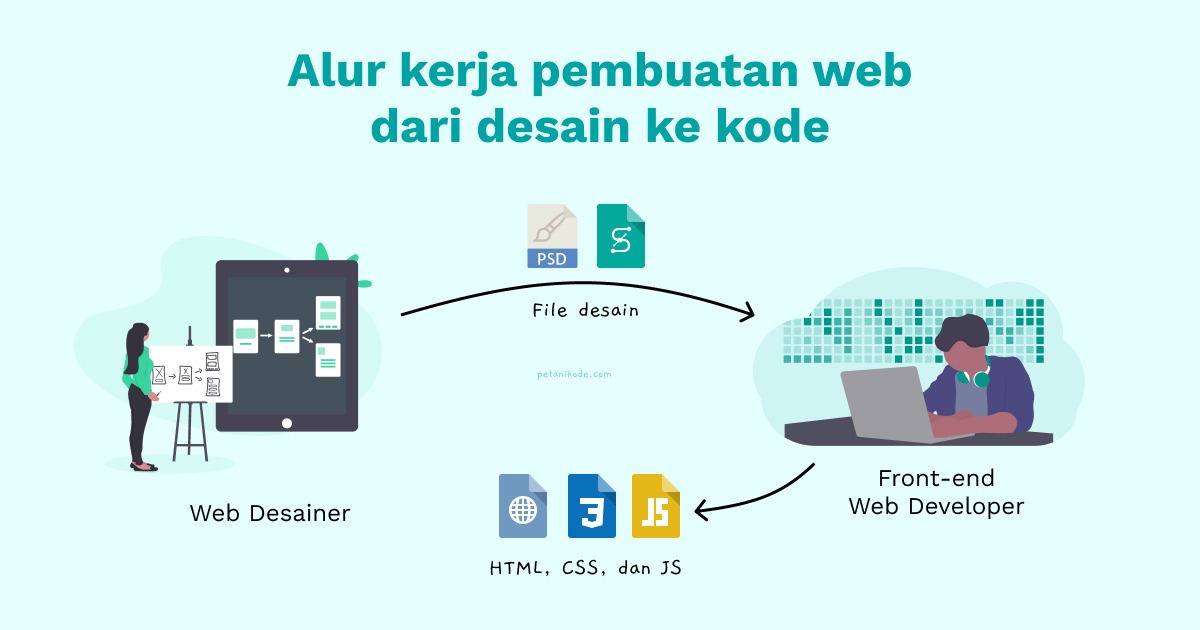 Alur kerja pembuatan web
dari desain ke kode
PSD
File desain
petanikode.com
Web Desainer
Front-end
Web Developer
JS
HTML, CSS, dan JS